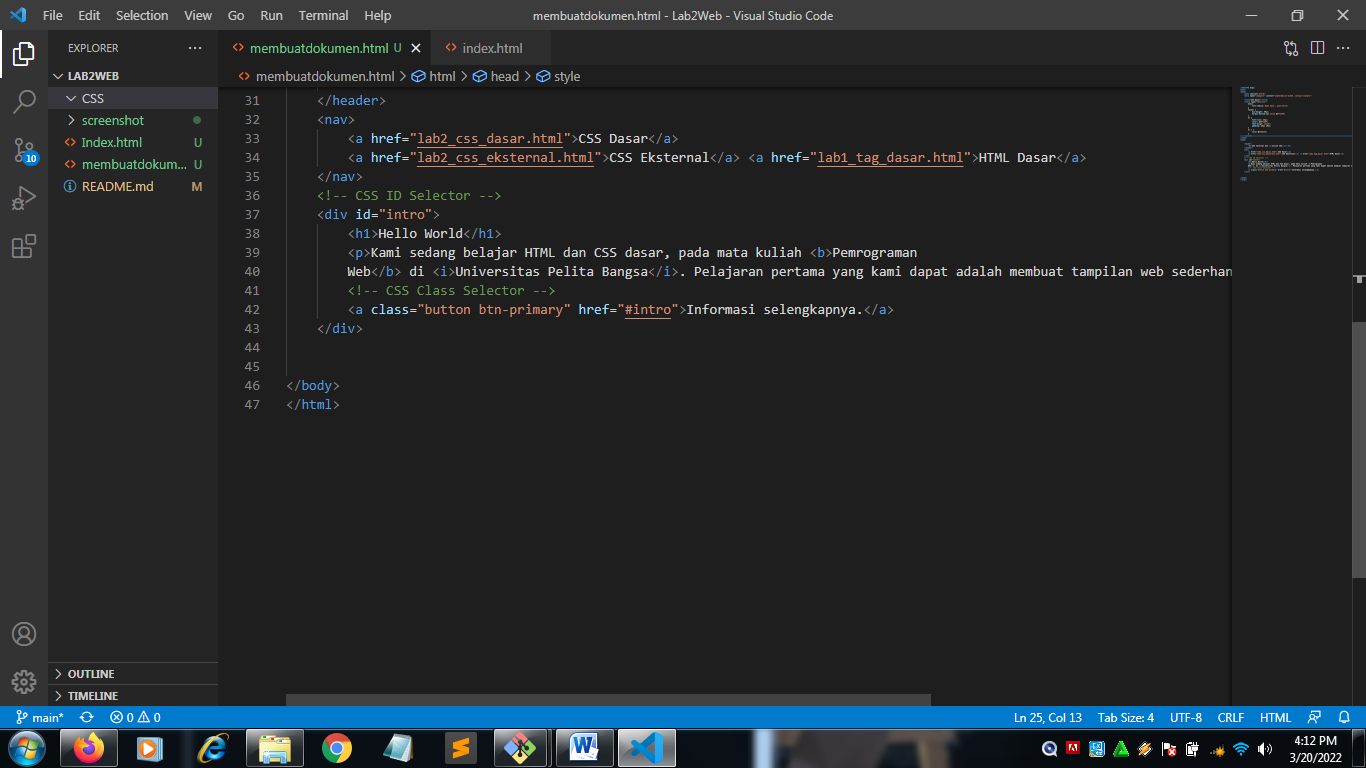 File Edit Selection View Go Run Terminal Help membuatdokumen.html - Lab2Web - Visual Studio Code
EXPLORER
LAB2WEB
CSS
screenshot
Index.html U
membuatdokum... U
README.md M
OUTLINE
TIMELINE
10
membuatdokumen.html U index.html
membuatdokumen.html > html > head > style
31 </header>
32 <nav>
33 <a href="lab2_css_dasar.html">CSS Dasar</a>
34 <a href="lab2_css_eksternal.html">CSS Eksternal</a> <a href="lab1_tag_dasar.html">HTML Dasar</a>
35 </nav>
36 <!-- CSS ID Selector -->
37 <div id="intro">
38 <h1>Hello World</h1>
39 <p>Kami sedang belajar HTML dan CSS dasar, pada mata kuliah <b>Pemrograman
40 Web</b> di <i>Universitas Pelita Bangsa</i>. Pelajaran pertama yang kami dapat adalah membuat tampilan web sederhan
41 <!-- CSS Class Selector -->
42 <a class="button btn-primary" href="#intro">Informasi selengkapnya.</a>
43 </div>
44
45
46 </body>
47 </html>
main* 0 0 Ln 25, Col 13 Tab Size: 4 UTF-8 CRLF HTML
4:12 PM
3/20/2022